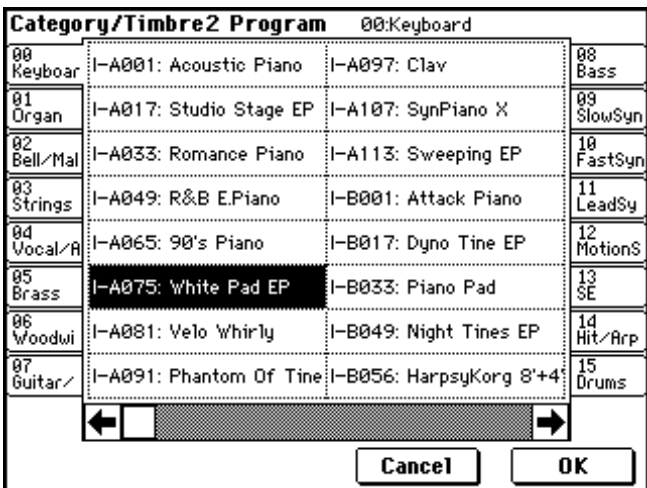 Category/Timbre2 Program 00:Keyboard
00
Keyboar
01
Organ
02
Bell/Mal
03
Strings
04
Vocal/A
05
Brass
06
Woodwi
07
Guitar/
I-A001: Acoustic Piano
I-A017: Studio Stage EP
I-A033: Romance Piano
I-A049: R&B E.Piano
I-A065: 90's Piano
I-A075: White Pad EP
I-A081: Velo Whirly
I-A091: Phantom Of Tine
I-A097: Clav
I-A107: SynPiano X
I-A113: Sweeping EP
I-B001: Attack Piano
I-B017: Dyno Tine EP
I-B033: Piano Pad
I-B049: Night Tines EP
I-B056: HarpsyKorg 8'+4'
08
Bass
09
SlowSyn
10
FastSyn
11
LeadSy
12
MotionS
13
SE
14
Hit/Arp
15
Drums
Cancel
OK